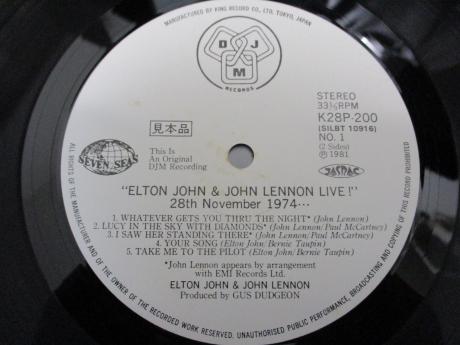 MANUFACTURED BY KING RECORD CO., LTD. TOKYO, JAPAN
D J
M
RECORDS
STEREO
33⅓RPM
K28P-200
(SILBT 10916)
NO. 1
(2 Sides)
Ⓟ1981
JASRAC
見本品
SEVEN SEAS
This Is
An Original
DJM Recording
"ELTON JOHN & JOHN LENNON LIVE!"
28th November 1974…
1. WHATEVER GETS YOU THRU THE NIGHT* (John Lennon)
2. LUCY IN THE SKY WITH DIAMONDS* (John Lennon/Paul McCartney)
3. I SAW HER STANDING THERE* (John Lennon/Paul McCartney)
4. YOUR SONG (Elton John/Bernie Taupin)
5. TAKE ME TO THE PILOT (Elton John/Bernie Taupin)
*John Lennon appears by arrangement
with EMI Records Ltd.
ELTON JOHN & JOHN LENNON
Produced by GUS DUDGEON
ALL RIGHTS OF THE MANUFACTURER AND OF THE OWNER OF THE RECORDED WORK RESERVED. UNAUTHORISED PUBLIC PERFORMANCE, BROADCASTING AND COPYING OF THIS RECORD PROHIBITED